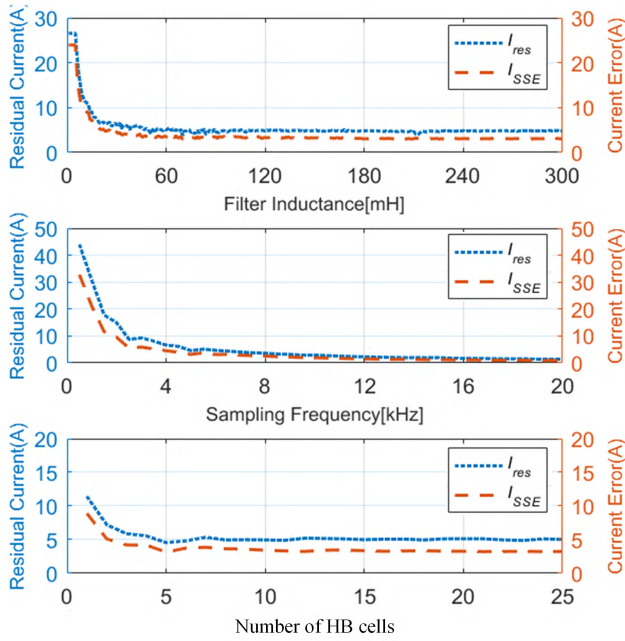 Residual Current(A)
30
20
10
0
I_res
I_SSE
30
20
10
0
Current Error(A)
0 60 120 180 240 300
Filter Inductance[mH]
Residual Current(A)
50
40
30
20
10
0
I_res
I_SSE
50
40
30
20
10
0
Current Error(A)
0 4 8 12 16 20
Sampling Frequency[kHz]
Residual Current(A)
20
15
10
5
0
I_res
I_SSE
20
15
10
5
0
Current Error(A)
0 5 10 15 20 25
Number of HB cells